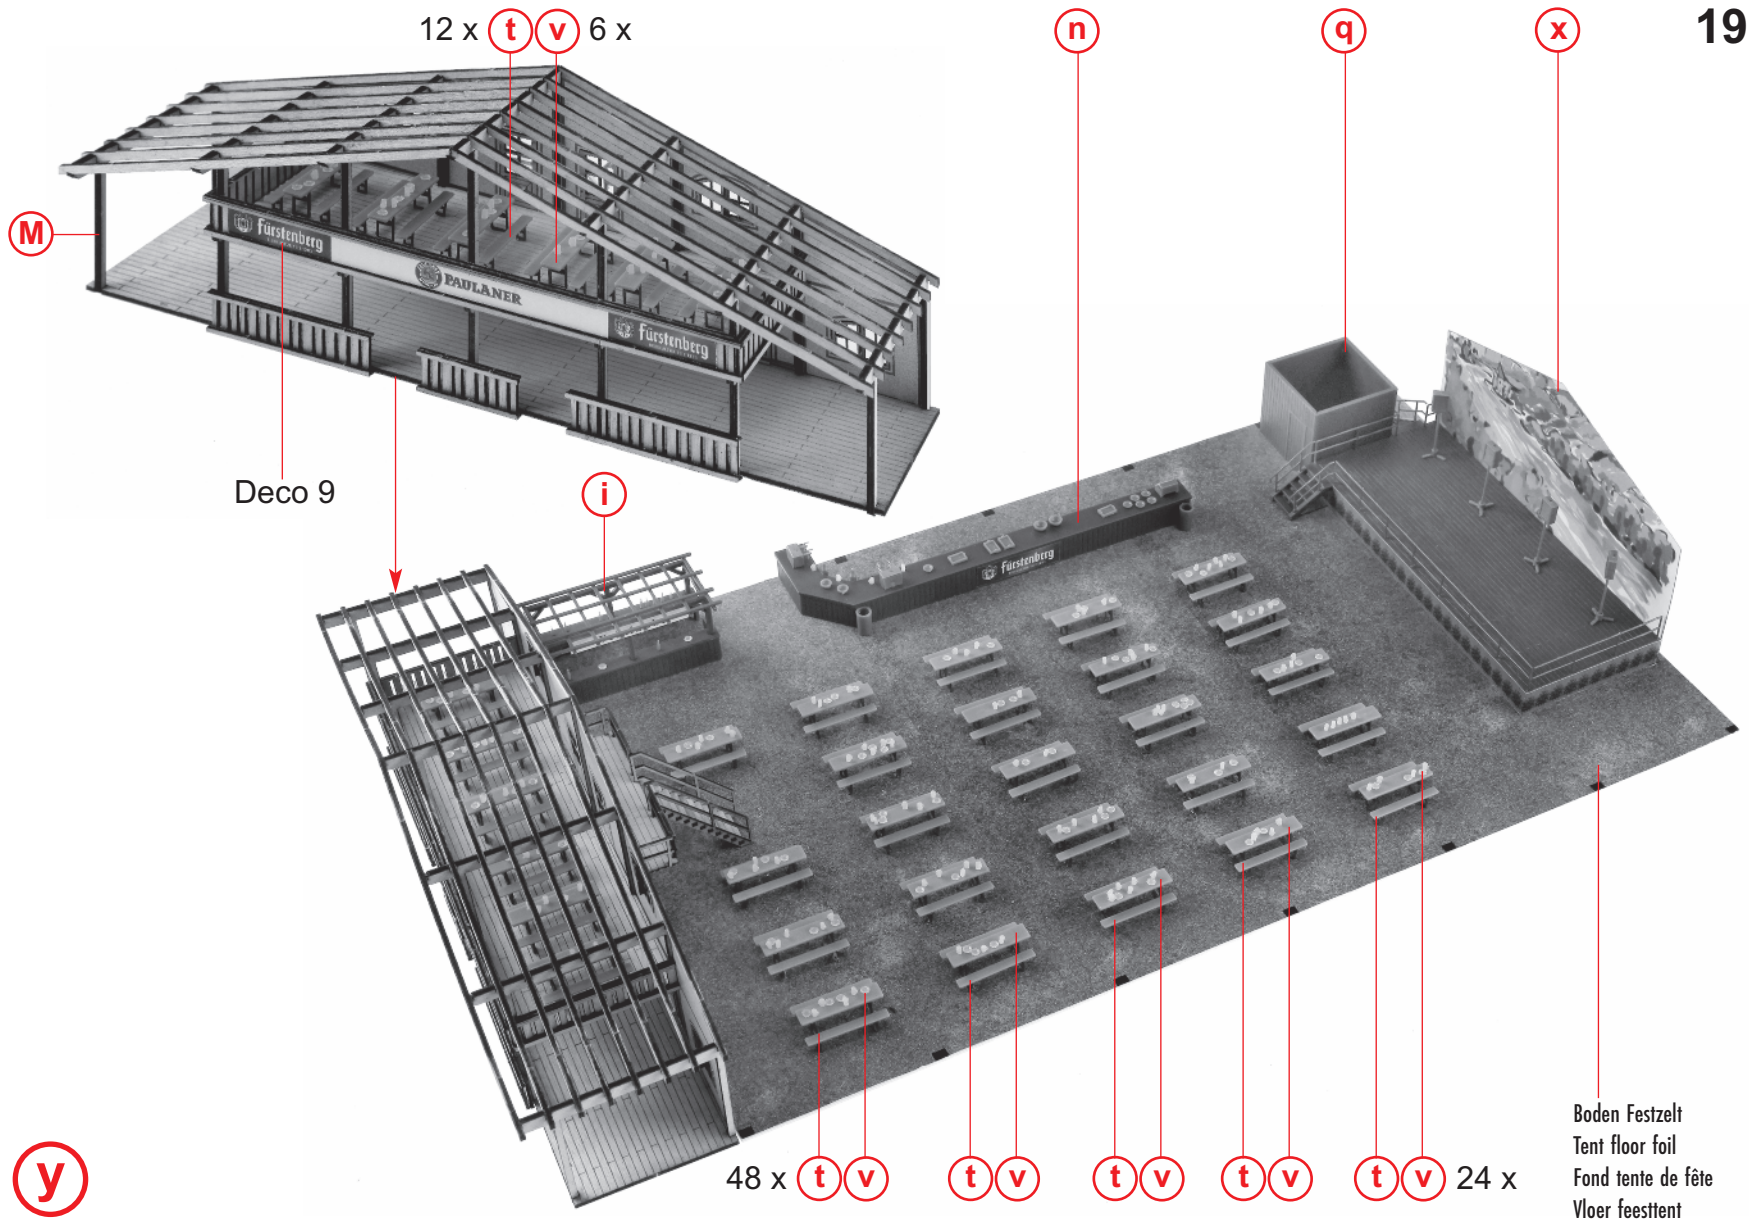 12 x t v 6 x
n
q
x
19
M
Fürstenberg
PAULANER
Fürstenberg
Deco 9
i
Fürstenberg
y
48 x t v t v t v t v t v 24 x
Boden Festzelt
Tent floor foil
Fond tente de fête
Vloer feesttent